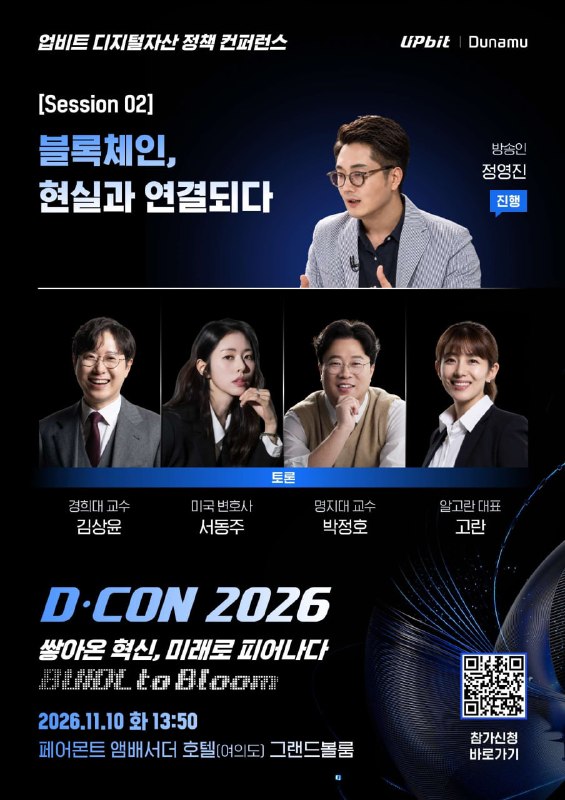 업비트 디지털자산 정책 컨퍼런스
UPbit | Dunamu
[Session 02]
블록체인,
현실과 연결되다
방송인
정영진
진행
토론
경희대 교수
김상윤
미국 변호사
서동주
명지대 교수
박정호
알고란 대표
고란
D·CON 2026
쌓아온 혁신, 미래로 피어나다
BUIDL to Bloom
2026.11.10 화 13:50
페어몬트 앰배서더 호텔(여의도) 그랜드볼룸
참가신청
바로가기